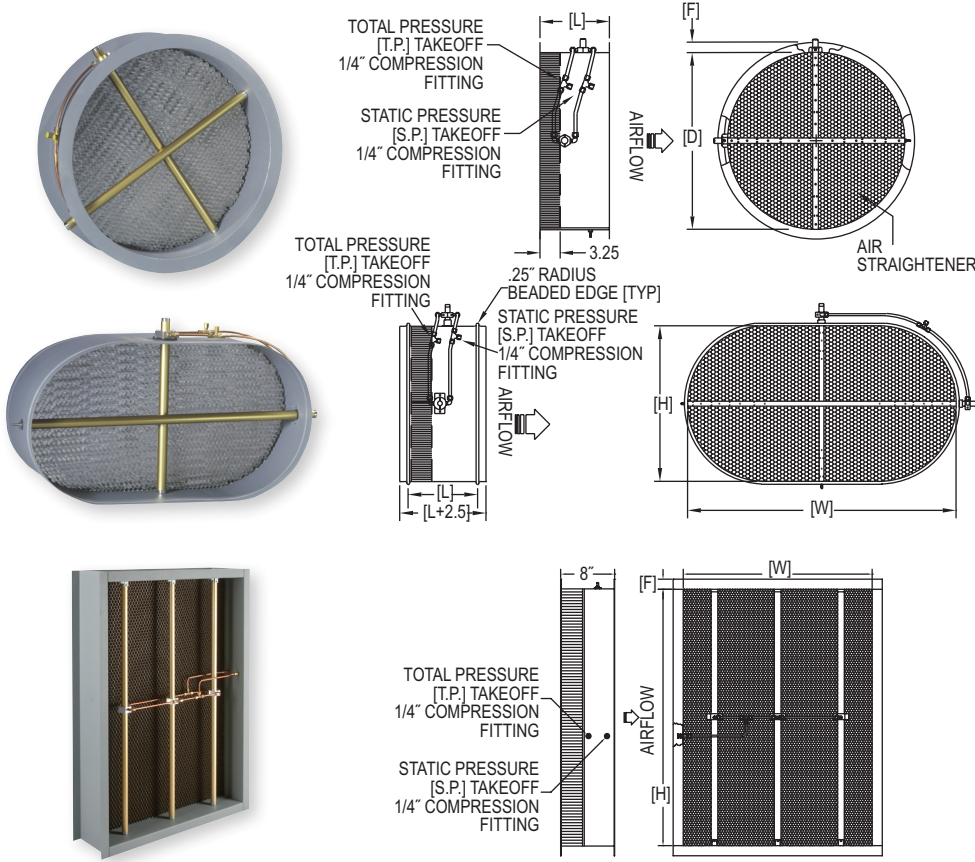 TOTAL PRESSURE
[T.P.] TAKEOFF
1/4″ COMPRESSION
FITTING
STATIC PRESSURE
[S.P.] TAKEOFF
1/4″ COMPRESSION
FITTING
[L]
3.25
AIRFLOW
[F]
[D]
AIR
STRAIGHTENER
TOTAL PRESSURE
[T.P.] TAKEOFF
1/4″ COMPRESSION
FITTING
.25″ RADIUS
BEADED EDGE [TYP]
STATIC PRESSURE
[S.P.] TAKEOFF
1/4″ COMPRESSION
FITTING
AIRFLOW
[L]
[L+2.5]
[H]
[W]
8″
[F]
[W]
TOTAL PRESSURE
[T.P.] TAKEOFF
1/4″ COMPRESSION
FITTING
STATIC PRESSURE
[S.P.] TAKEOFF
1/4″ COMPRESSION
FITTING
AIRFLOW
[H]